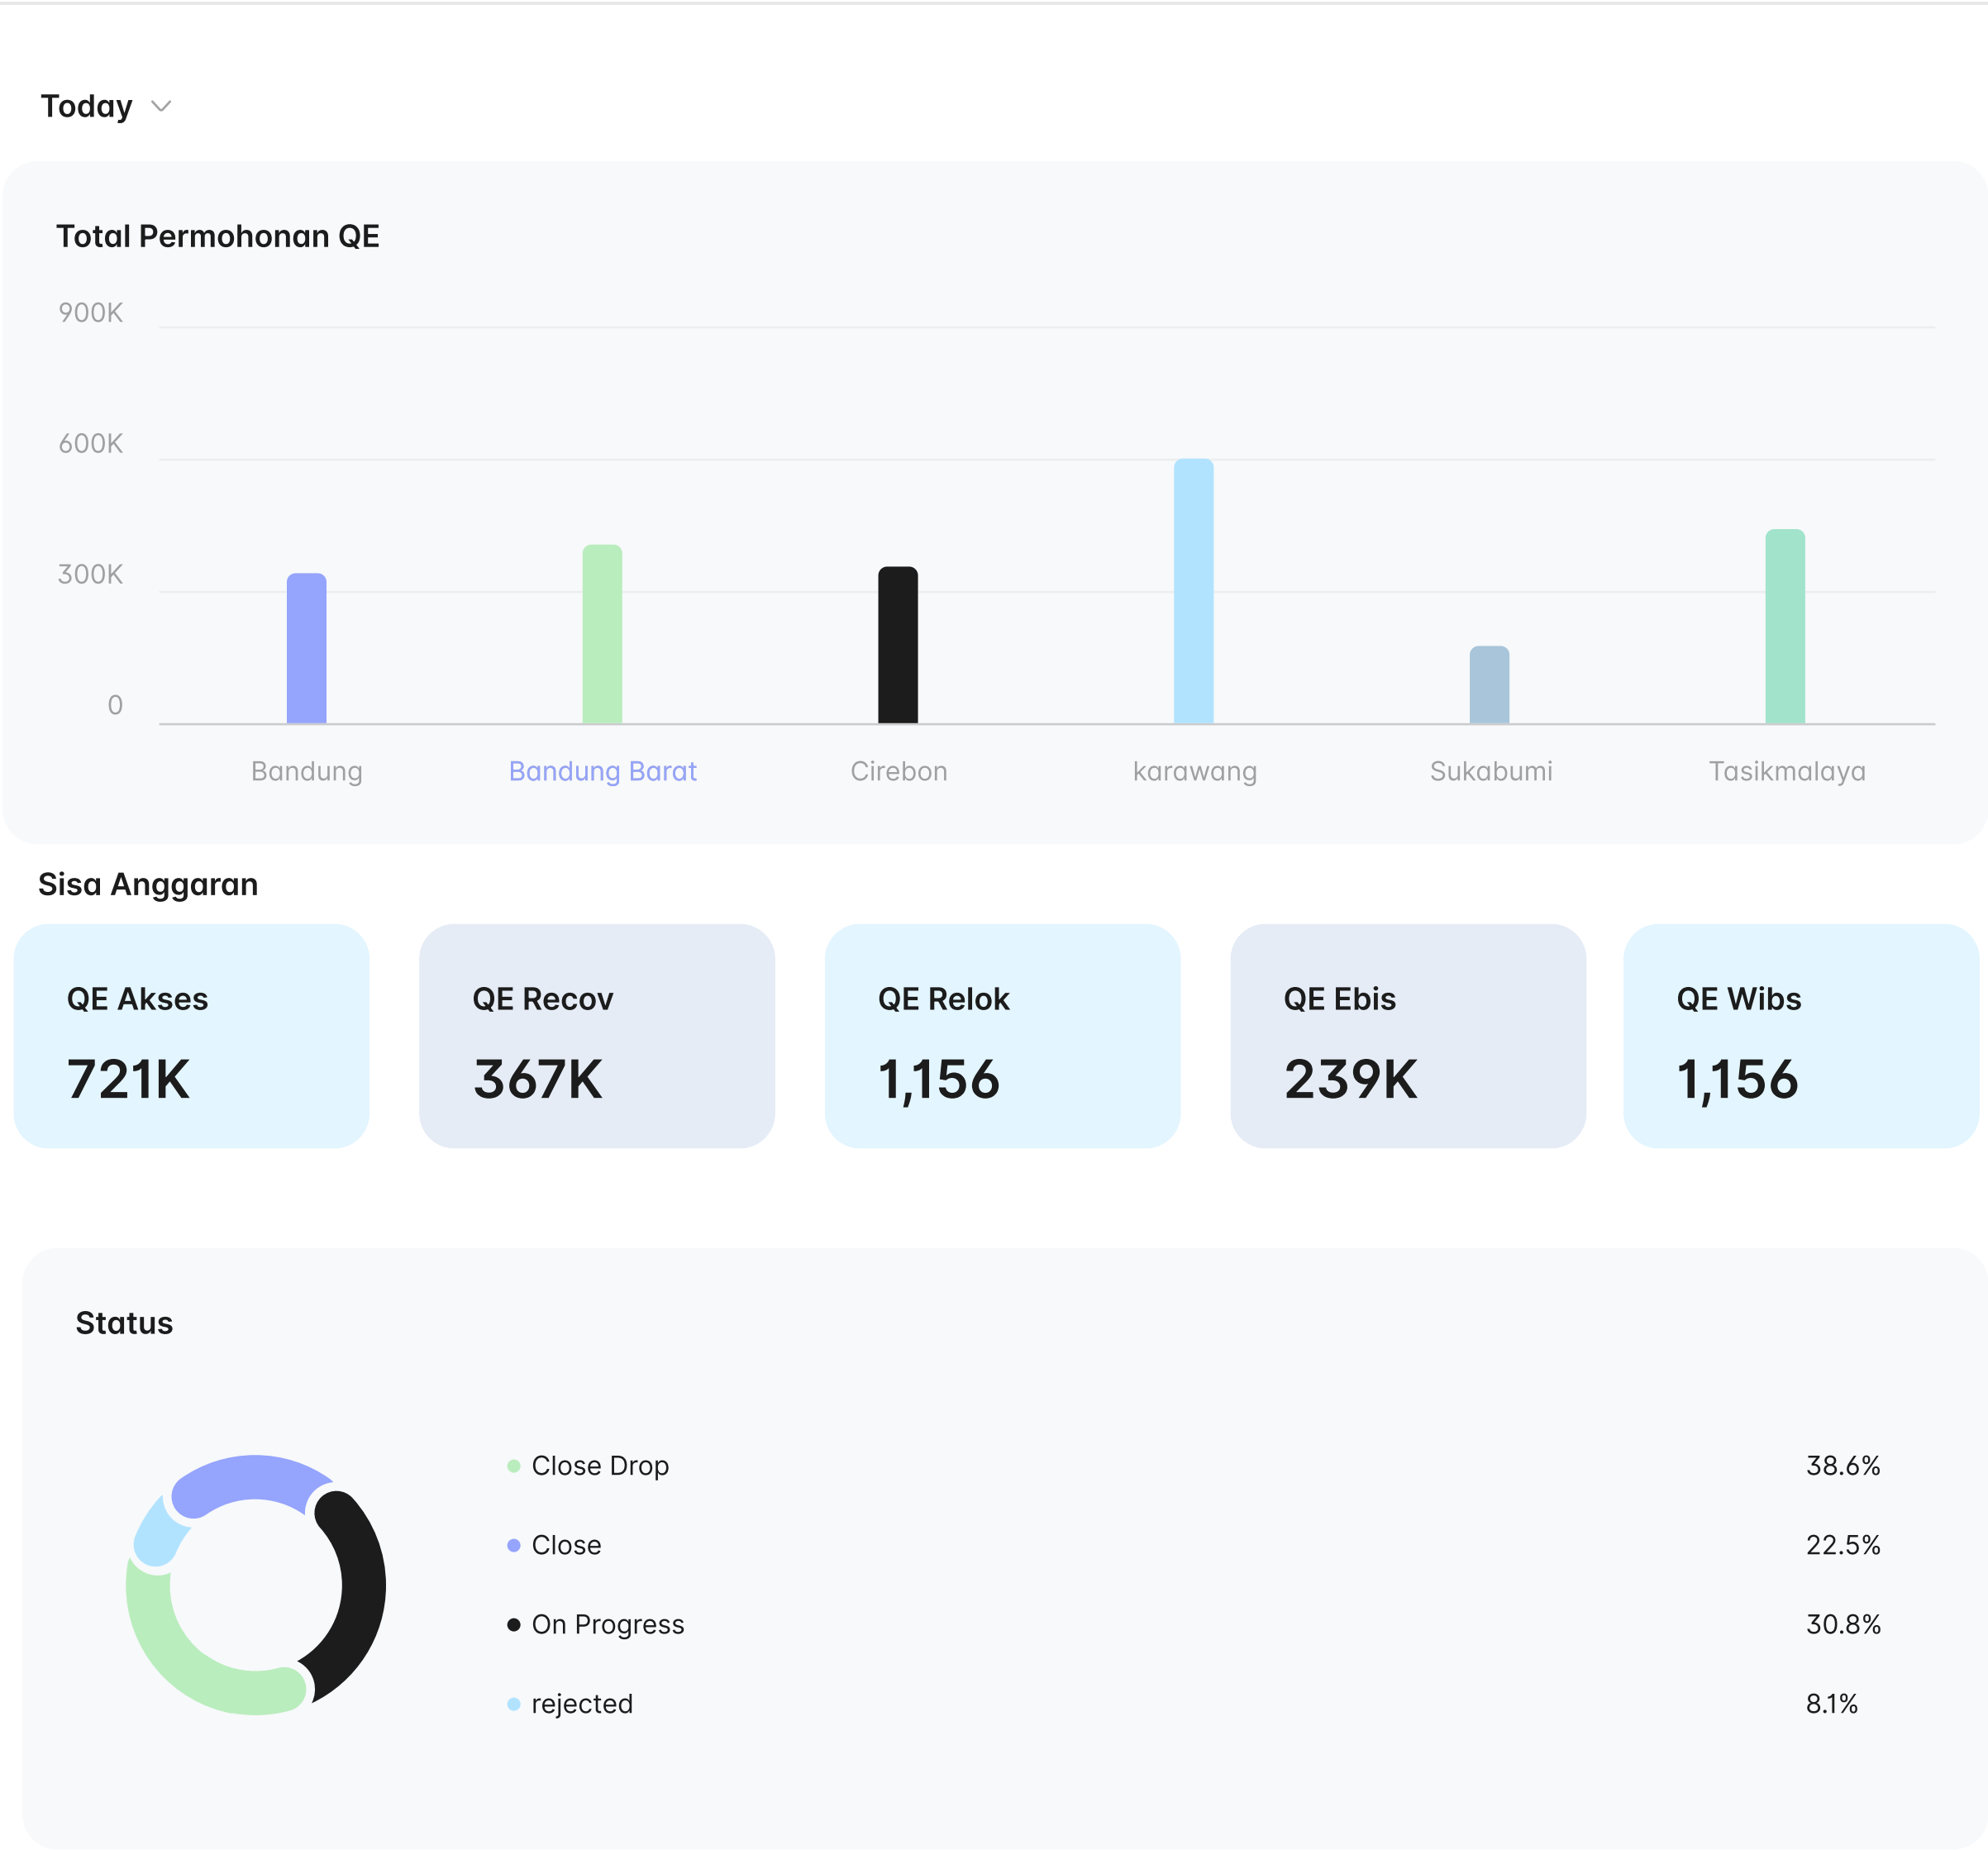 Today
Total Permohonan QE
900K
600K
300K
0
Bandung
Bandung Barat
Cirebon
karawang
Sukabumi
Tasikmalaya
Sisa Anggaran
QE Akses
721K
QE Recov
367K
QE Relok
1,156
QE Ebis
239K
QE Wibs
1,156
Status
Close Drop 38.6%
Close 22.5%
On Progress 30.8%
rejected 8.1%